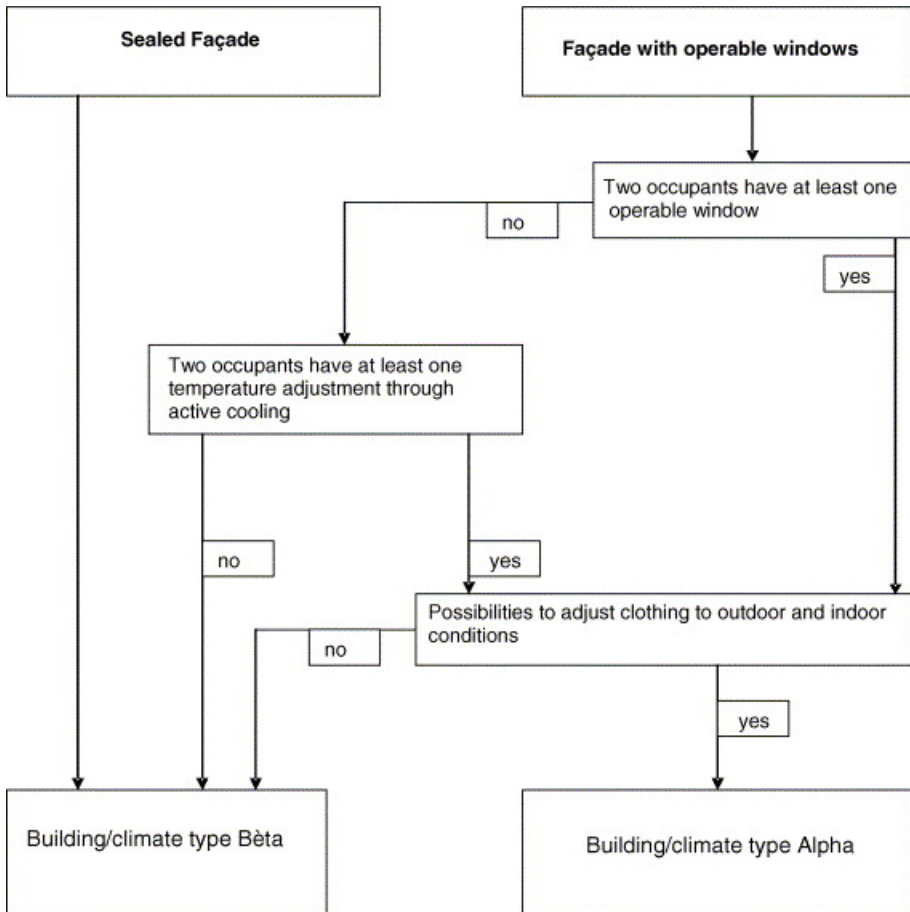 Sealed Façade
Façade with operable windows
Two occupants have at least one
operable window
no
yes
Two occupants have at least one
temperature adjustment through
active cooling
no
yes
Possibilities to adjust clothing to outdoor and indoor
conditions
no
yes
Building/climate type Bèta
Building/climate type Alpha